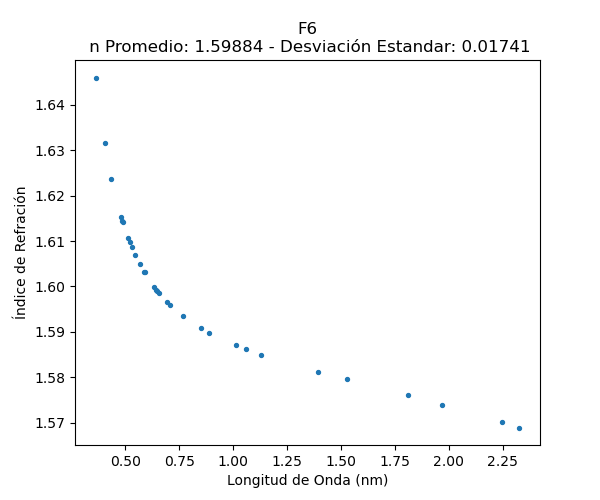 F6
n Promedio: 1.59884 - Desviación Estandar: 0.01741
1.64
1.63
1.62
1.61
1.60
1.59
1.58
1.57
Índice de Refración
0.50 0.75 1.00 1.25 1.50 1.75 2.00 2.25
Longitud de Onda (nm)